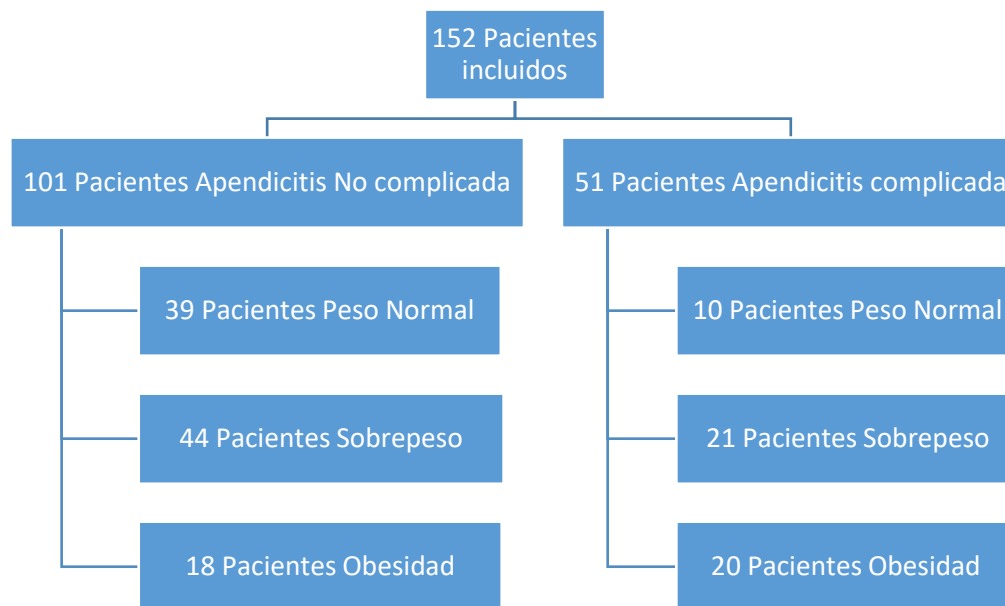 152 Pacientes
incluidos
101 Pacientes Apendicitis No complicada
51 Pacientes Apendicitis complicada
39 Pacientes Peso Normal
10 Pacientes Peso Normal
44 Pacientes Sobrepeso
21 Pacientes Sobrepeso
18 Pacientes Obesidad
20 Pacientes Obesidad